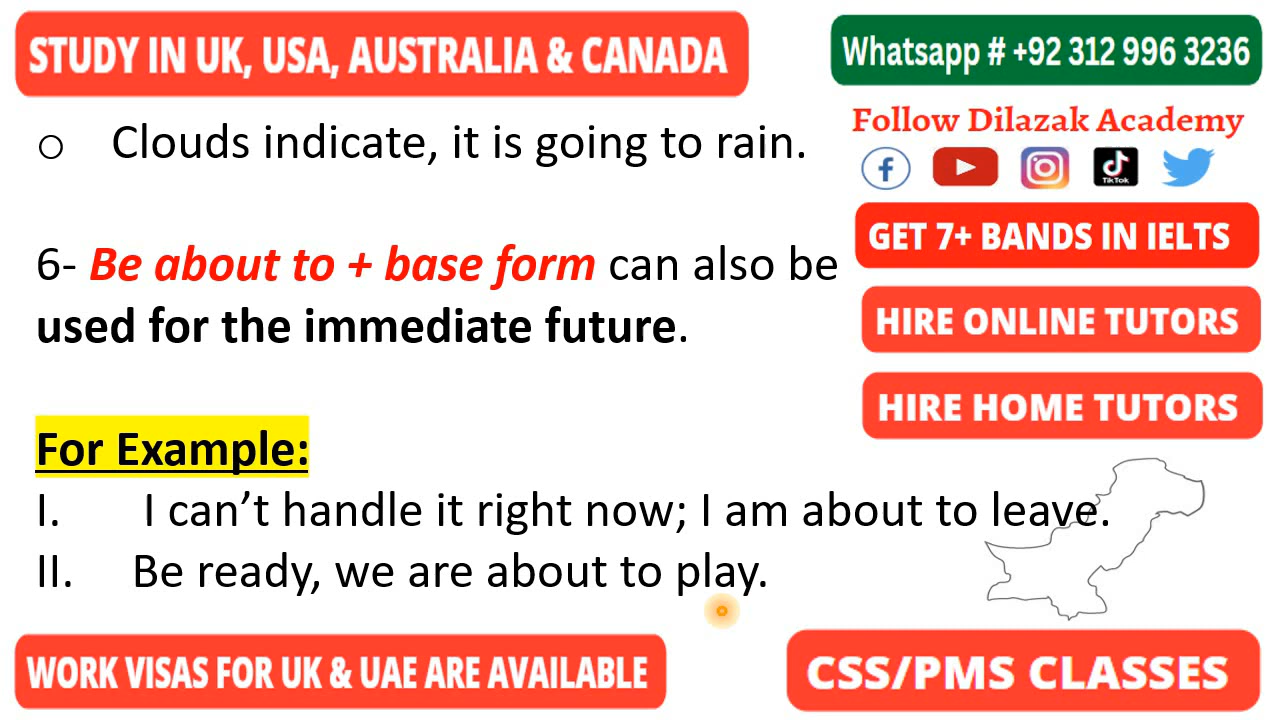 STUDY IN UK, USA, AUSTRALIA & CANADA
Whatsapp # +92 312 996 3236
Follow Dilazak Academy
TikTok
GET 7+ BANDS IN IELTS
HIRE ONLINE TUTORS
HIRE HOME TUTORS
o Clouds indicate, it is going to rain.
6- Be about to + base form can also be
used for the immediate future.
For Example:
I. I can’t handle it right now; I am about to leave.
II. Be ready, we are about to play.
WORK VISAS FOR UK & UAE ARE AVAILABLE
CSS/PMS CLASSES